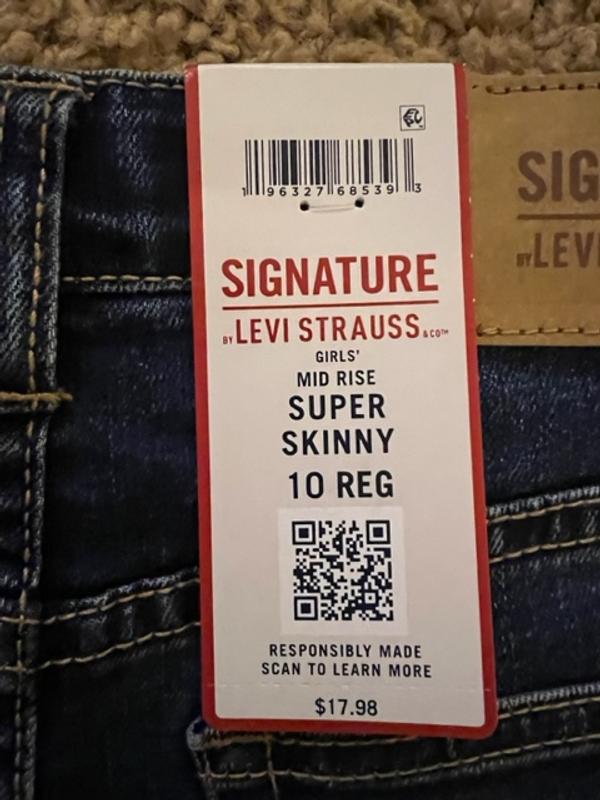 1 96327 68539 3
SIGNATURE
BY LEVI STRAUSS & CO™
GIRLS'
MID RISE
SUPER
SKINNY
10 REG
RESPONSIBLY MADE
SCAN TO LEARN MORE
$17.98
SIG
BY LEVI